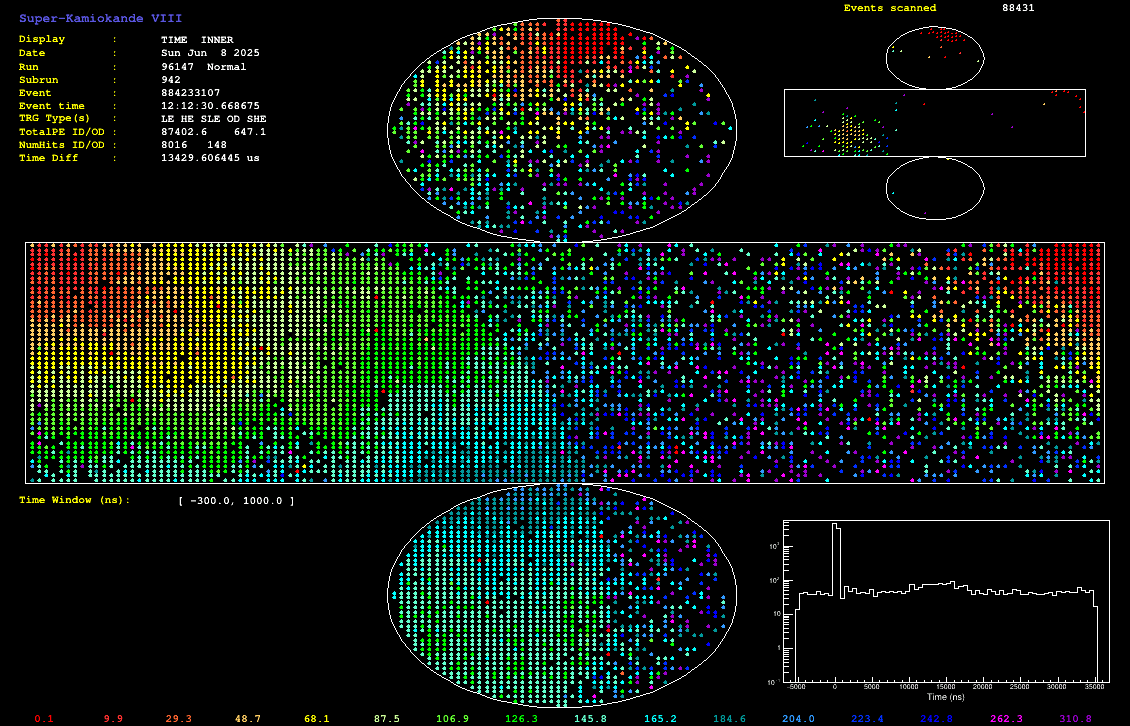 Super-Kamiokande VIII
Display : TIME INNER
Date : Sun Jun 8 2025
Run : 96147 Normal
Subrun : 942
Event : 884233107
Event time : 12:12:30.668675
TRG Type(s) : LE HE SLE OD SHE
TotalPE ID/OD : 87402.6 647.1
NumHits ID/OD : 8016 148
Time Diff : 13429.606445 us
Events scanned 88431
Time Window (ns): [ -300.0, 1000.0 ]
10²
10
1
10⁻¹
-5000 0 5000 10000 15000 20000 25000 30000 35000
Time (ns)
0.1 9.9 29.3 48.7 68.1 87.5 106.9 126.3 145.8 165.2 184.6 204.0 223.4 242.8 262.3 310.8